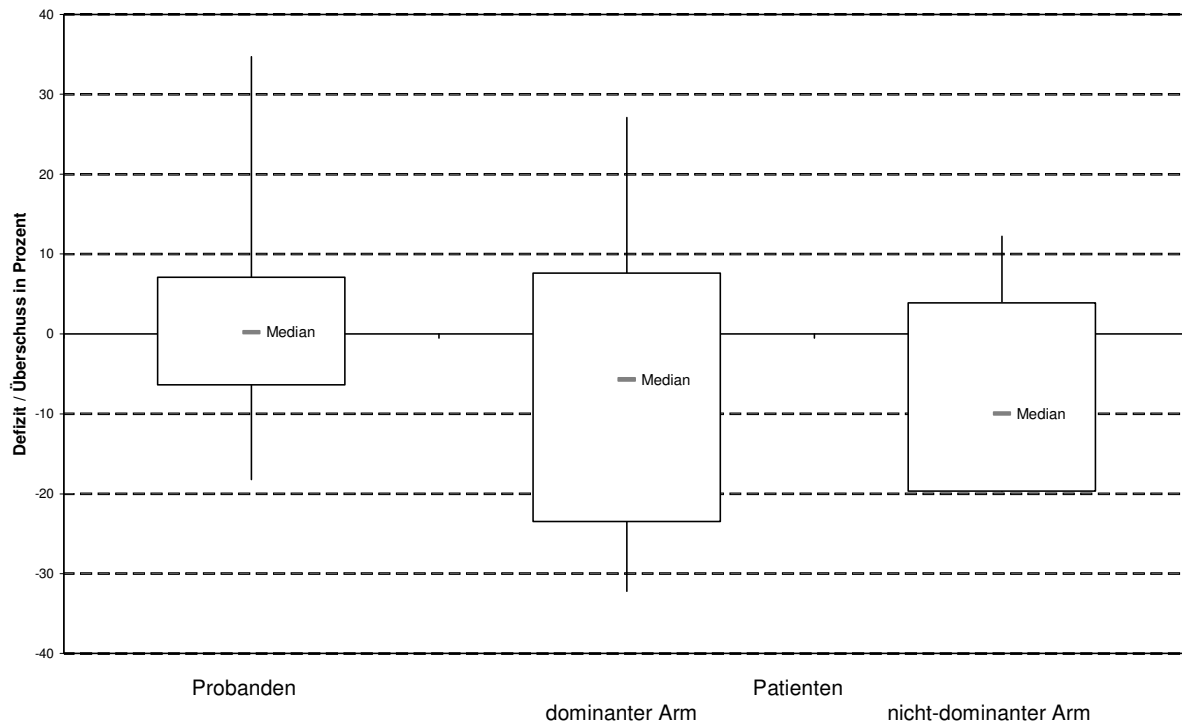 40
30
20
10
0
-10
-20
-30
-40
Defizit / Überschuss in Prozent
Median
Median
Median
Probanden Patienten
dominanter Arm nicht-dominanter Arm